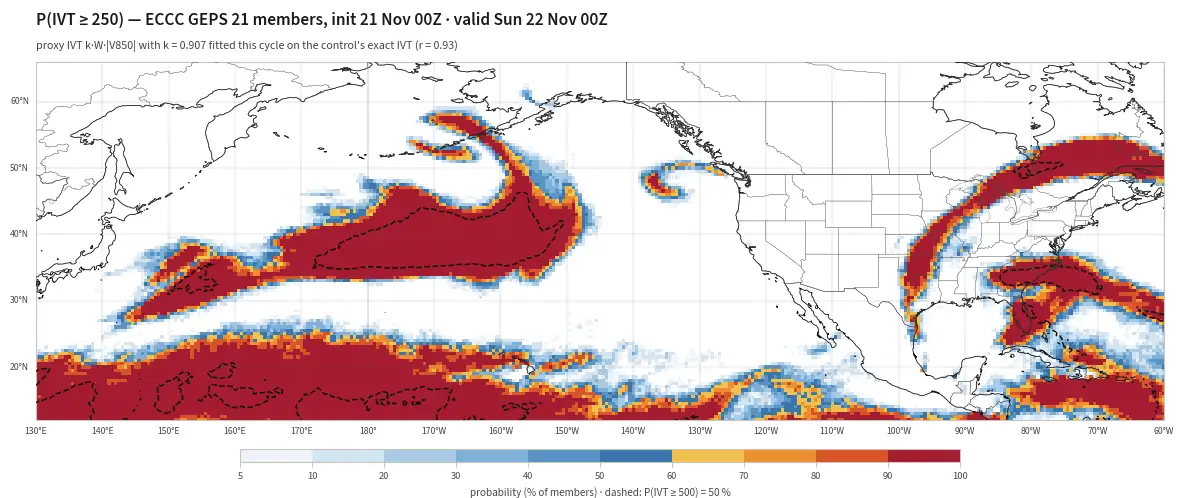 P(IVT ≥ 250) — ECCC GEPS 21 members, init 21 Nov 00Z · valid Sun 22 Nov 00Z
proxy IVT k·W·|V850| with k = 0.907 fitted this cycle on the control's exact IVT (r = 0.93)
60°N
50°N
40°N
30°N
20°N
130°E 140°E 150°E 160°E 170°E 180° 170°W 160°W 150°W 140°W 130°W 120°W 110°W 100°W 90°W 80°W 70°W 60°W
5 10 20 30 40 50 60 70 80 90 100
probability (% of members) · dashed: P(IVT ≥ 500) = 50 %